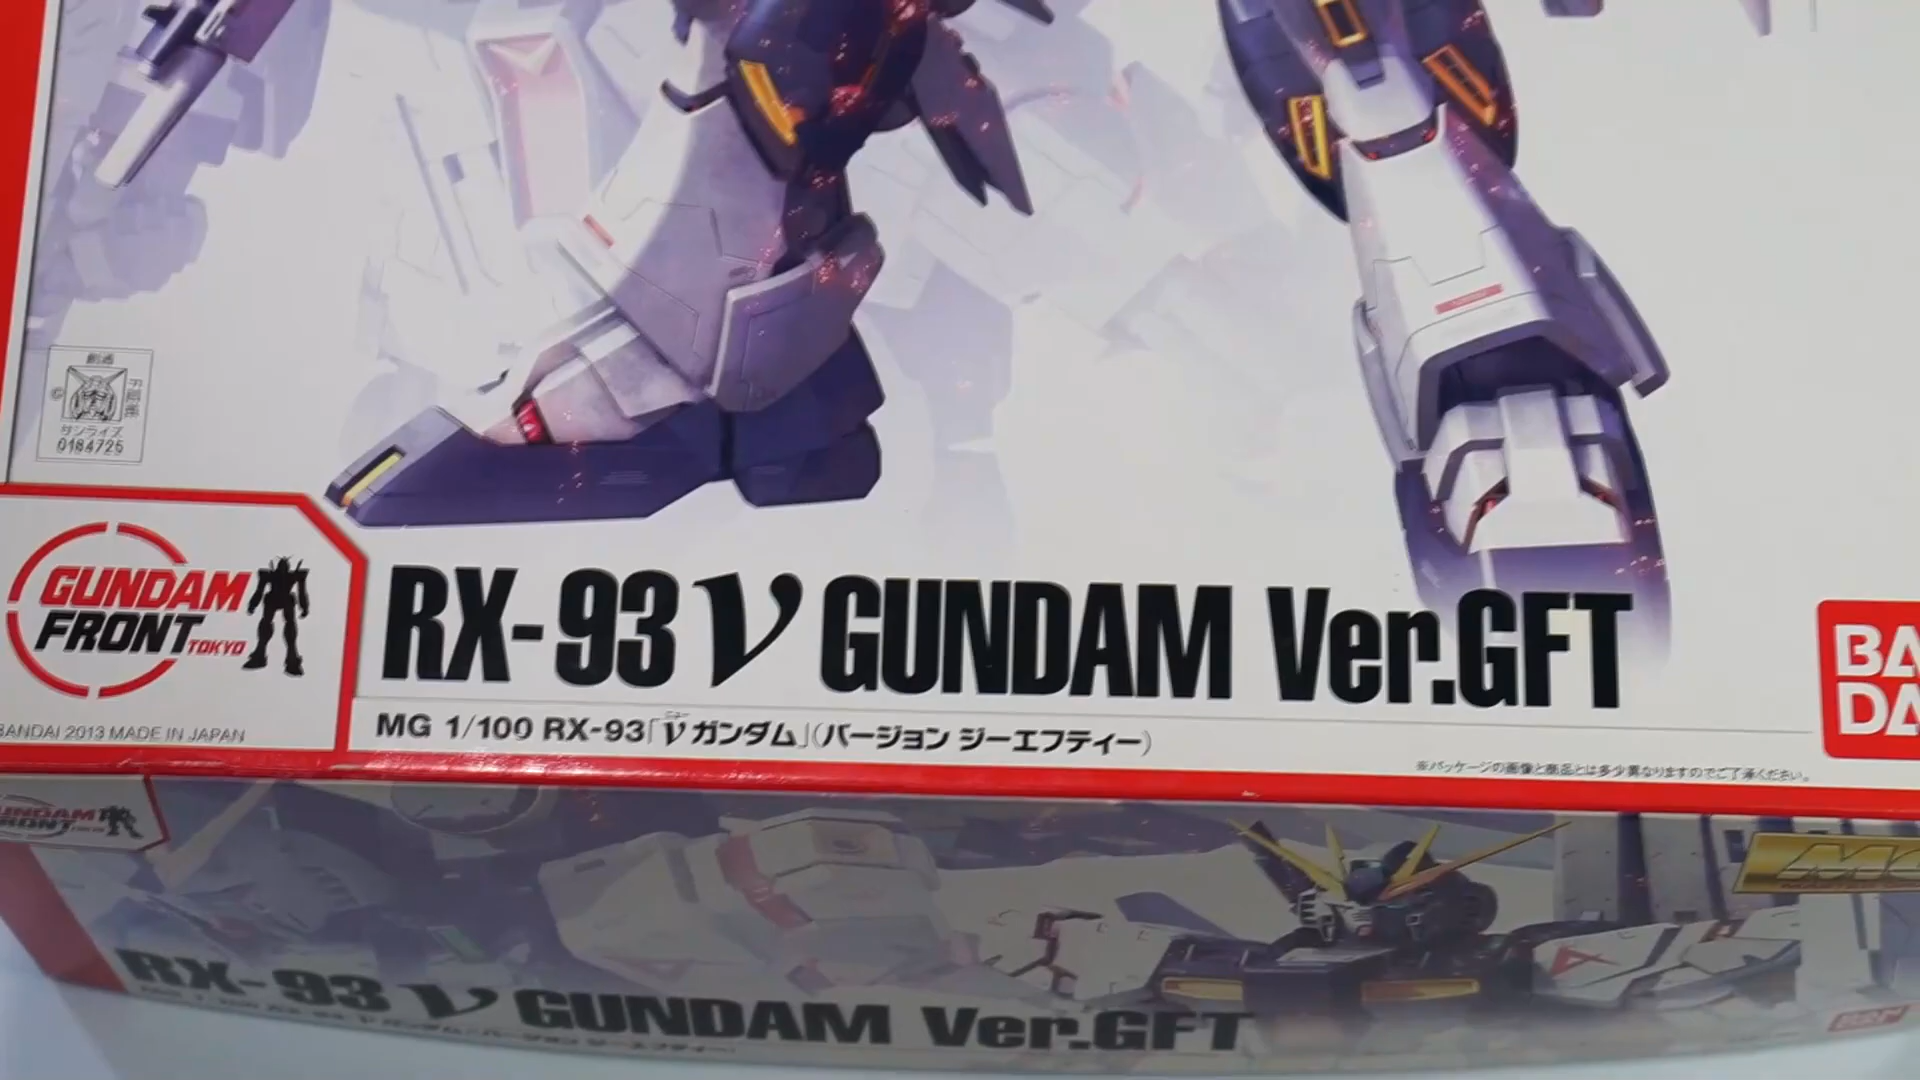 創通
サンライズ
0184725
GUNDAM
FRONT TOKYO
BANDAI 2013 MADE IN JAPAN
RX-93 ν GUNDAM Ver.GFT
MG 1/100 RX-93「νガンダム」(バージョン ジーエフティー)
※パッケージの画像と商品とは多少異なりますのでご了承ください。
BA
DA
GUNDAM
FRONT
RX-93 ν GUNDAM Ver.GFT